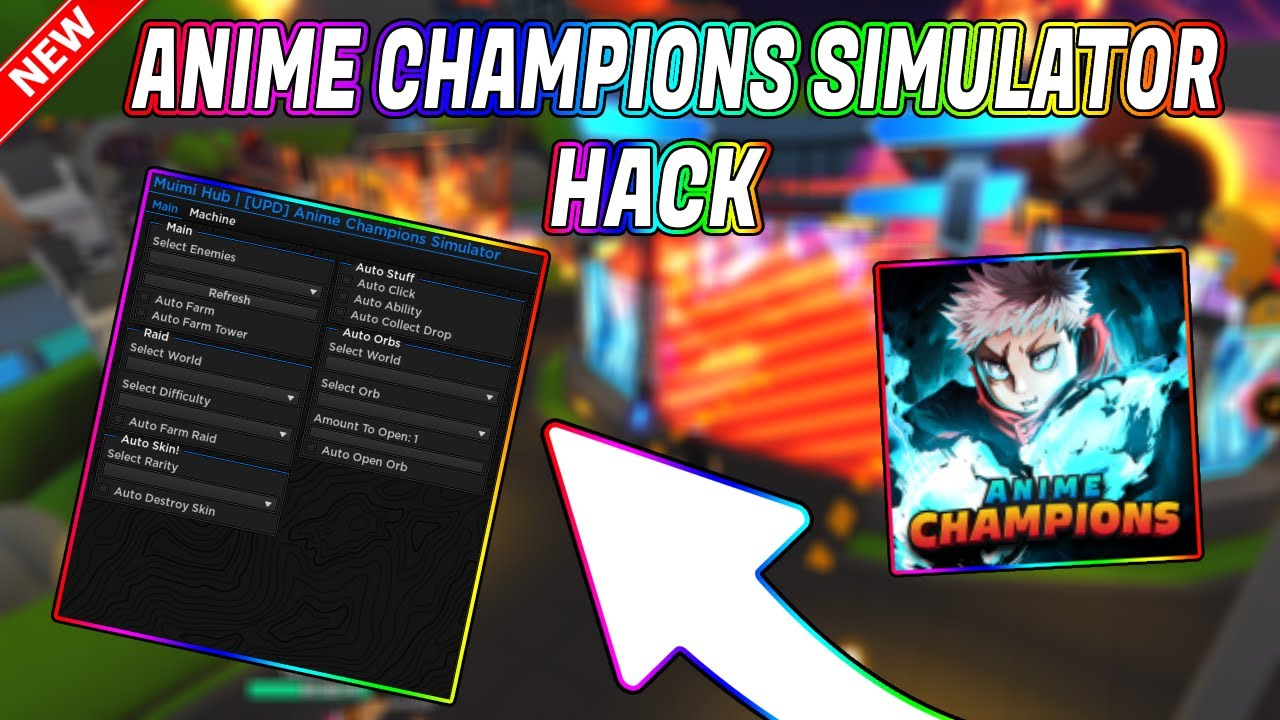 NEW
ANIME CHAMPIONS SIMULATOR
HACK
Muimi Hub | [UPD] Anime Champions Simulator
Main Machine
Main
Select Enemies
Refresh
Auto Farm
Auto Farm Tower
Raid
Select World
Select Difficulty
Auto Farm Raid
Auto Skin!
Select Rarity
Auto Destroy Skin
Auto Stuff
Auto Click
Auto Ability
Auto Collect Drop
Auto Orbs
Select World
Select Orb
Amount To Open: 1
Auto Open Orb
ANIME
CHAMPIONS